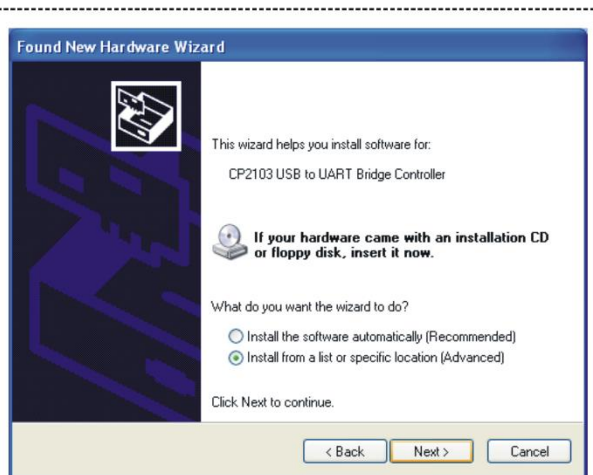 Found New Hardware Wizard
This wizard helps you install software for:
CP2103 USB to UART Bridge Controller
If your hardware came with an installation CD
or floppy disk, insert it now.
What do you want the wizard to do?
Install the software automatically (Recommended)
Install from a list or specific location (Advanced)
Click Next to continue.
< Back Next > Cancel